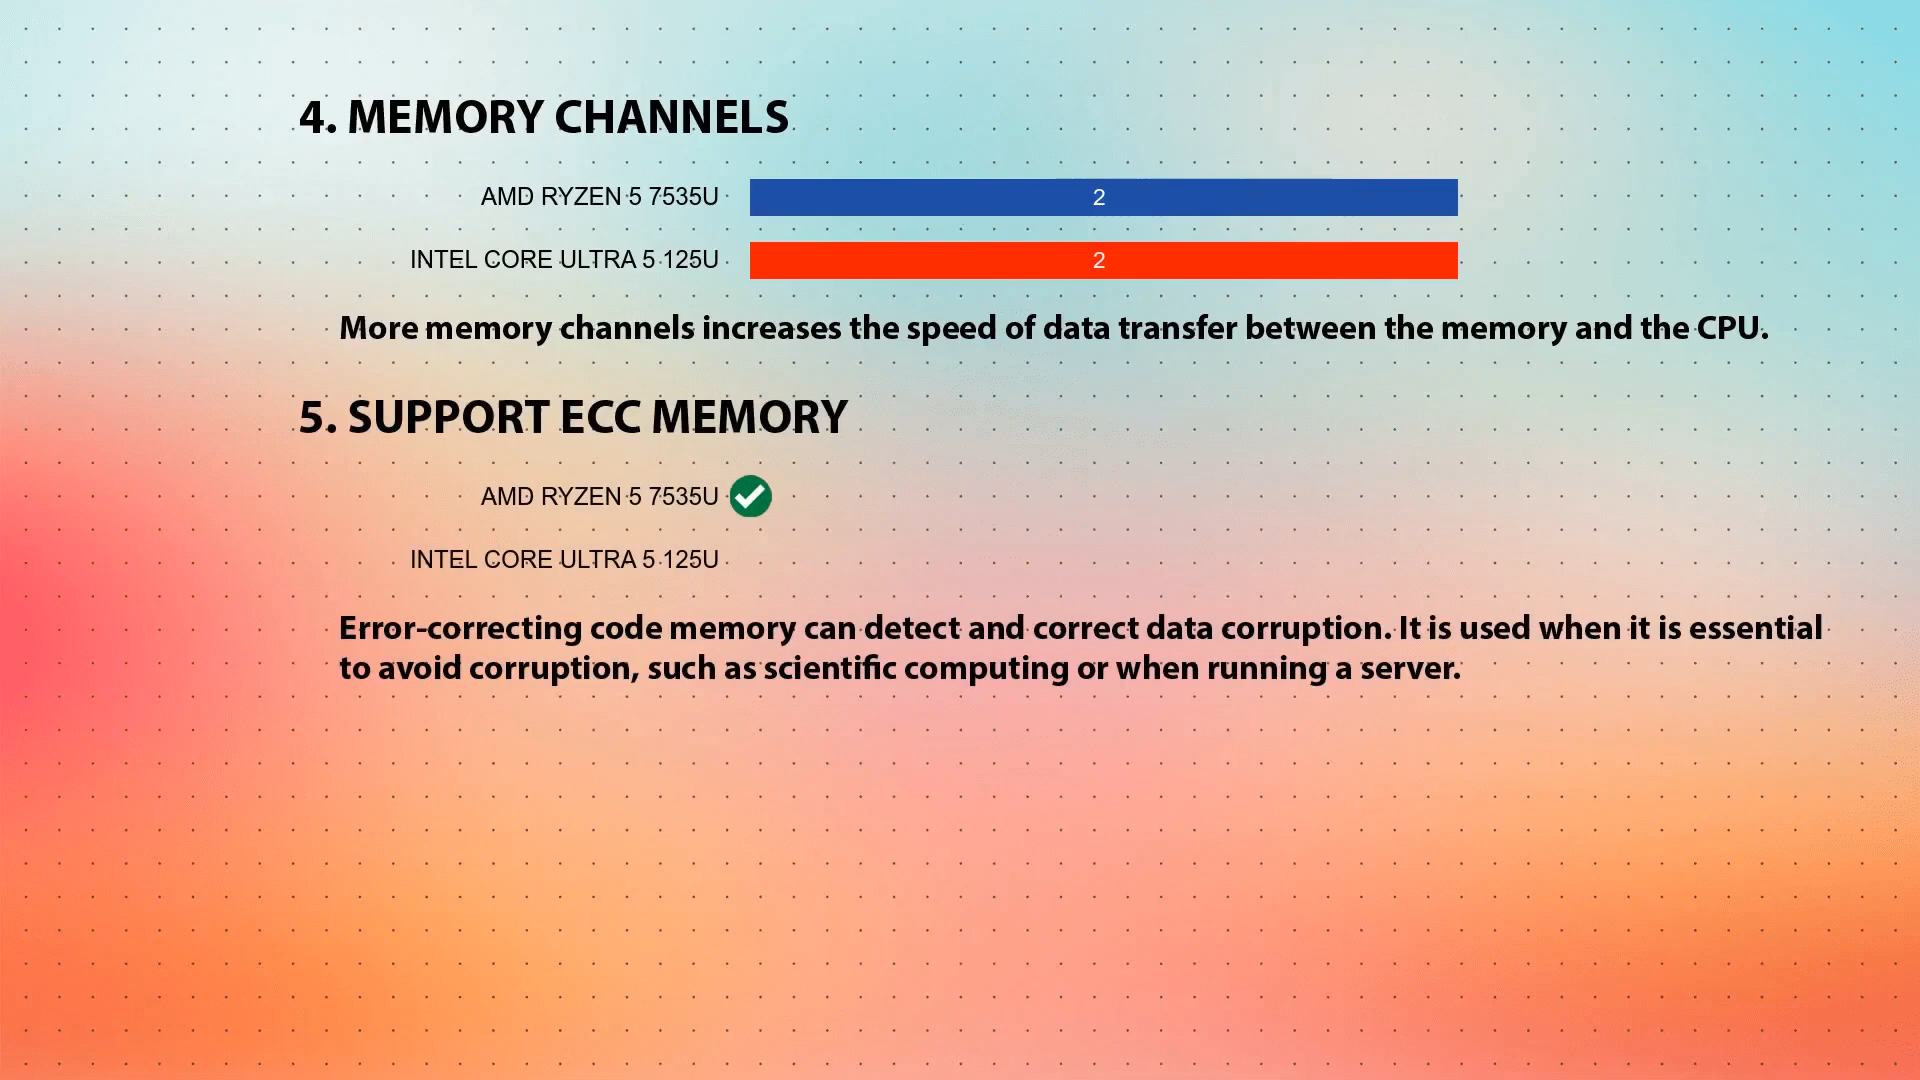 4. MEMORY CHANNELS
AMD RYZEN 5 7535U
2
INTEL CORE ULTRA 5 125U
2
More memory channels increases the speed of data transfer between the memory and the CPU.
5. SUPPORT ECC MEMORY
AMD RYZEN 5 7535U
INTEL CORE ULTRA 5 125U
Error-correcting code memory can detect and correct data corruption. It is used when it is essential
to avoid corruption, such as scientific computing or when running a server.